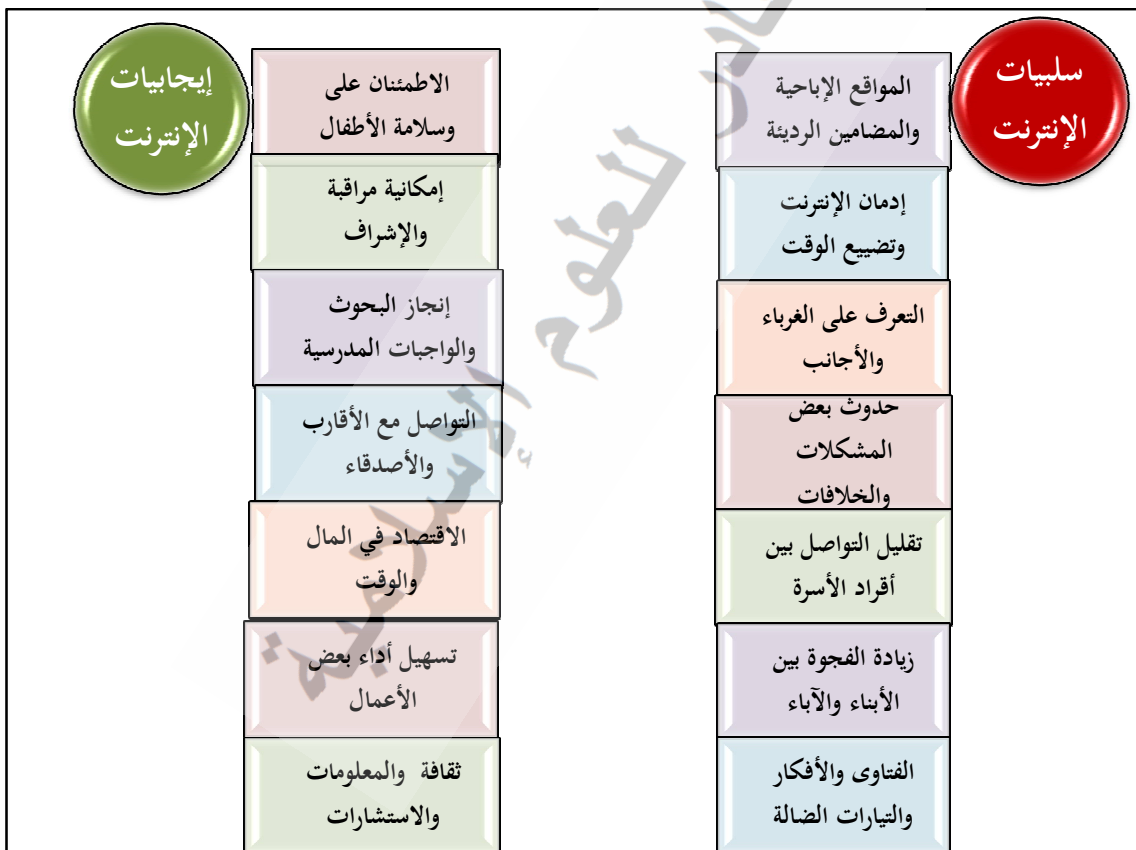 سلبيات
الإنترنت
المواقع الإباحية
والمضامين الرديئة
إدمان الإنترنت
وتضييع الوقت
التعرف على الغرباء
والأجانب
حدوث بعض
المشكلات
والخلافات
تقليل التواصل بين
أقراد الأسرة
زيادة الفجوة بين
الأبناء والآباء
الفتاوى والأفكار
والتيارات الضالة
إيجابيات
الإنترنت
الاطمئنان على
وسلامة الأطفال
إمكانية مراقبة
والإشراف
إنجاز البحوث
والواجبات المدرسية
التواصل مع الأقارب
والأصدقاء
الاقتصاد في المال
والوقت
تسهيل أداء بعض
الأعمال
ثقافة والمعلومات
والاستشارات
للعلوم الإسلامية